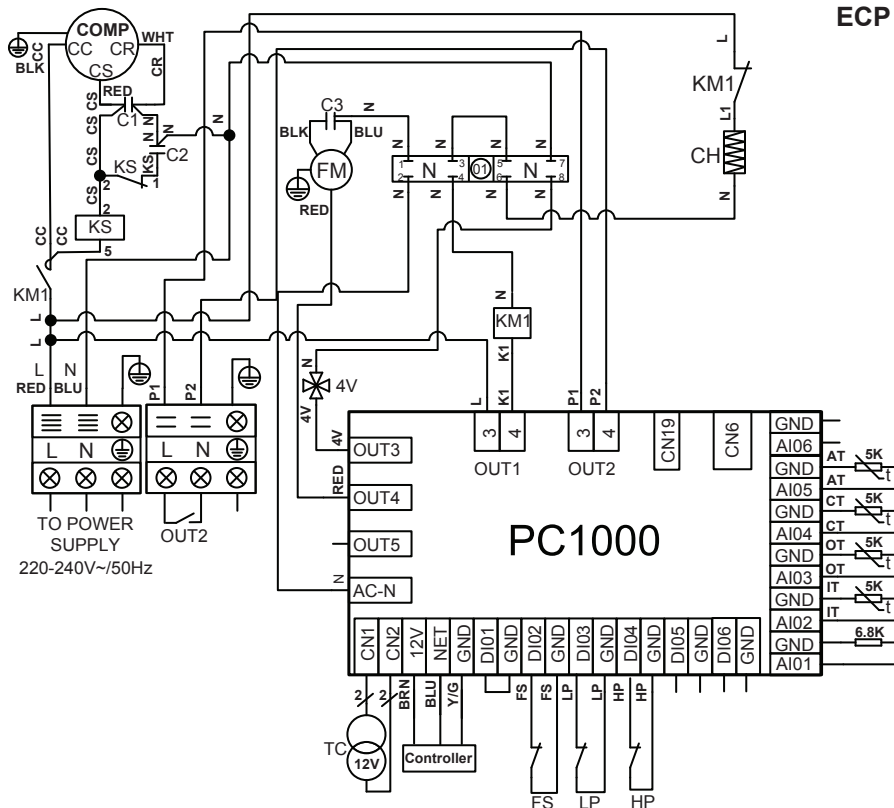 ECP
COMP
CC CR
CS
WHT
CC
BLK
CR
RED
CS
C1
N
N
N
N
C2
CS
CS
KS
KS
2 1
CS
2
KS
5
CC
CC
KM1
L
L
L N
RED BLU
P1
P2
L N
L N
TO POWER
SUPPLY
220-240V~/50Hz
OUT2
C3
N
BLK BLU
FM
RED
N
N
N
N
1 3 5 7
N 01 N
2 4 6 8
N
N
N
N
L
KM1
L1
CH
N
N
KM1
K1
N
4V
4V
L
K1
P1
P2
4V
OUT3
RED
OUT4
OUT5
N
AC-N
3 4
OUT1
3 4
OUT2
CN19
CN6
PC1000
GND
AI06
GND
AI05
GND
AI04
GND
AI03
GND
AI02
GND
AI01
AT 5K
t
AT
CT 5K
t
CT
OT 5K
t
OT
IT 5K
t
IT
6.8K
CN1 CN2 12V NET GND DI01 GND DI02 GND DI03 GND DI04 GND DI05 GND DI06 GND
2 2 BRN BLU Y/G FS FS LP LP HP HP
TC
12V
Controller
FS LP HP